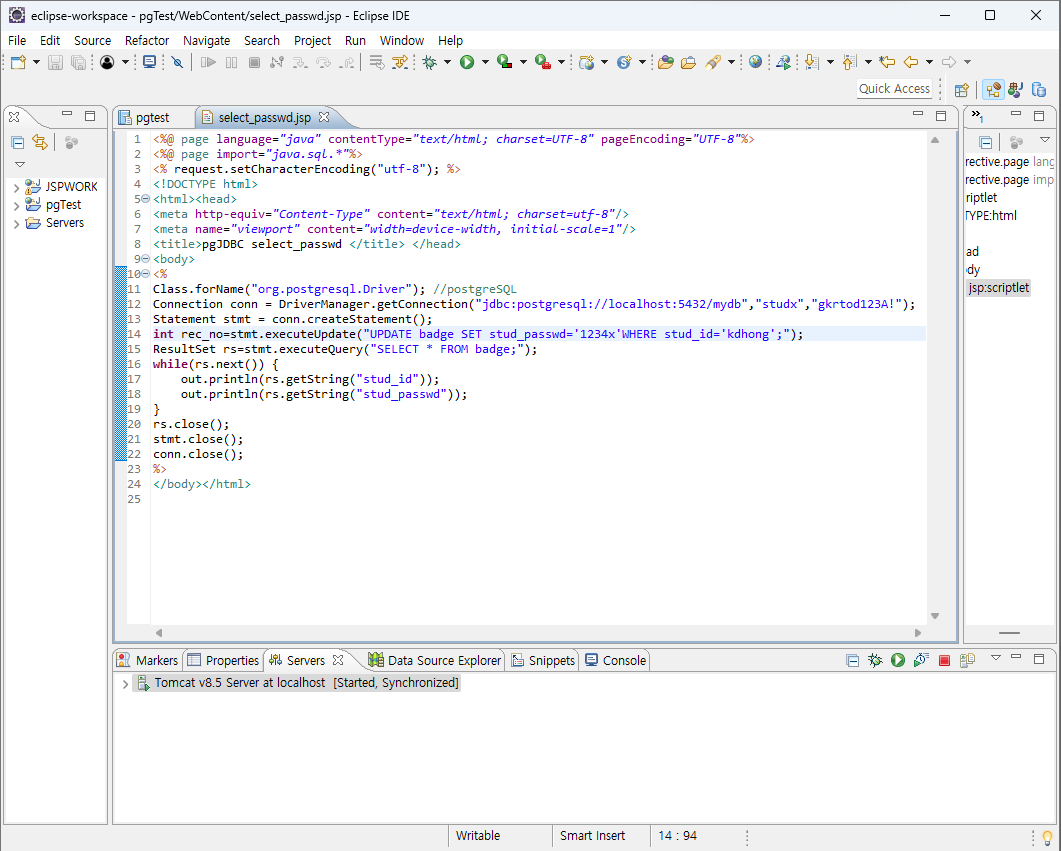 eclipse-workspace - pgTest/WebContent/select_passwd.jsp - Eclipse IDE
File Edit Source Refactor Navigate Search Project Run Window Help
Quick Access
pgtest select_passwd.jsp
JSPWORK
pgTest
Servers
1 <%@ page language="java" contentType="text/html; charset=UTF-8" pageEncoding="UTF-8"%>
2 <%@ page import="java.sql.*"%>
3 <% request.setCharacterEncoding("utf-8"); %>
4 <!DOCTYPE html>
5 <html><head>
6 <meta http-equiv="Content-Type" content="text/html; charset=utf-8"/>
7 <meta name="viewport" content="width=device-width, initial-scale=1"/>
8 <title>pgJDBC select_passwd </title> </head>
9 <body>
10 <%
11 Class.forName("org.postgresql.Driver"); //postgreSQL
12 Connection conn = DriverManager.getConnection("jdbc:postgresql://localhost:5432/mydb","studx","gkrtod123A!");
13 Statement stmt = conn.createStatement();
14 int rec_no=stmt.executeUpdate("UPDATE badge SET stud_passwd='1234x'WHERE stud_id='kdhong';");
15 ResultSet rs=stmt.executeQuery("SELECT * FROM badge;");
16 while(rs.next()) {
17     out.println(rs.getString("stud_id"));
18     out.println(rs.getString("stud_passwd"));
19 }
20 rs.close();
21 stmt.close();
22 conn.close();
23 %>
24 </body></html>
25
»1
rective.page lang
rective.page imp
riptlet
TYPE:html
ad
dy
jsp:scriptlet
Markers Properties Servers Data Source Explorer Snippets Console
Tomcat v8.5 Server at localhost [Started, Synchronized]
Writable Smart Insert 14 : 94